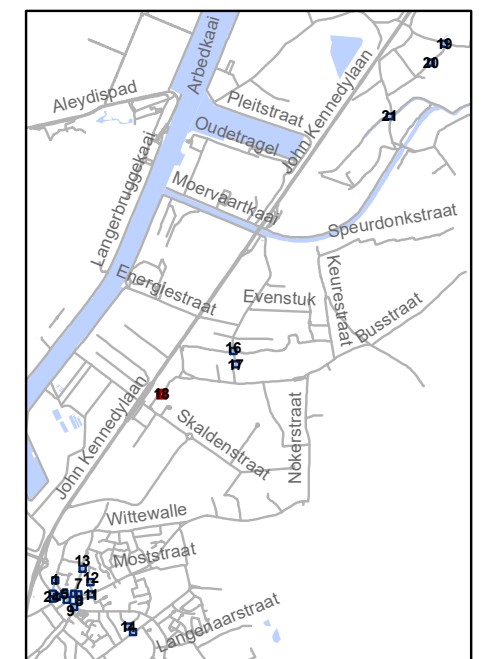 19
20
21
Arbedkaai
Aleydispad
Pleitstraat
John Kennedylaan
Oudetragel
Langerbruggekaai
Moervaartkaai
Speurdonkstraat
Energiestraat
Evenstuk
Keurestraat
Busstraat
16
17
18
John Kennedylaan
Skaldenstraat
Nokerstraat
Wittewalle
Moststraat
13
12
7
11
9
14
Langenaarstraat